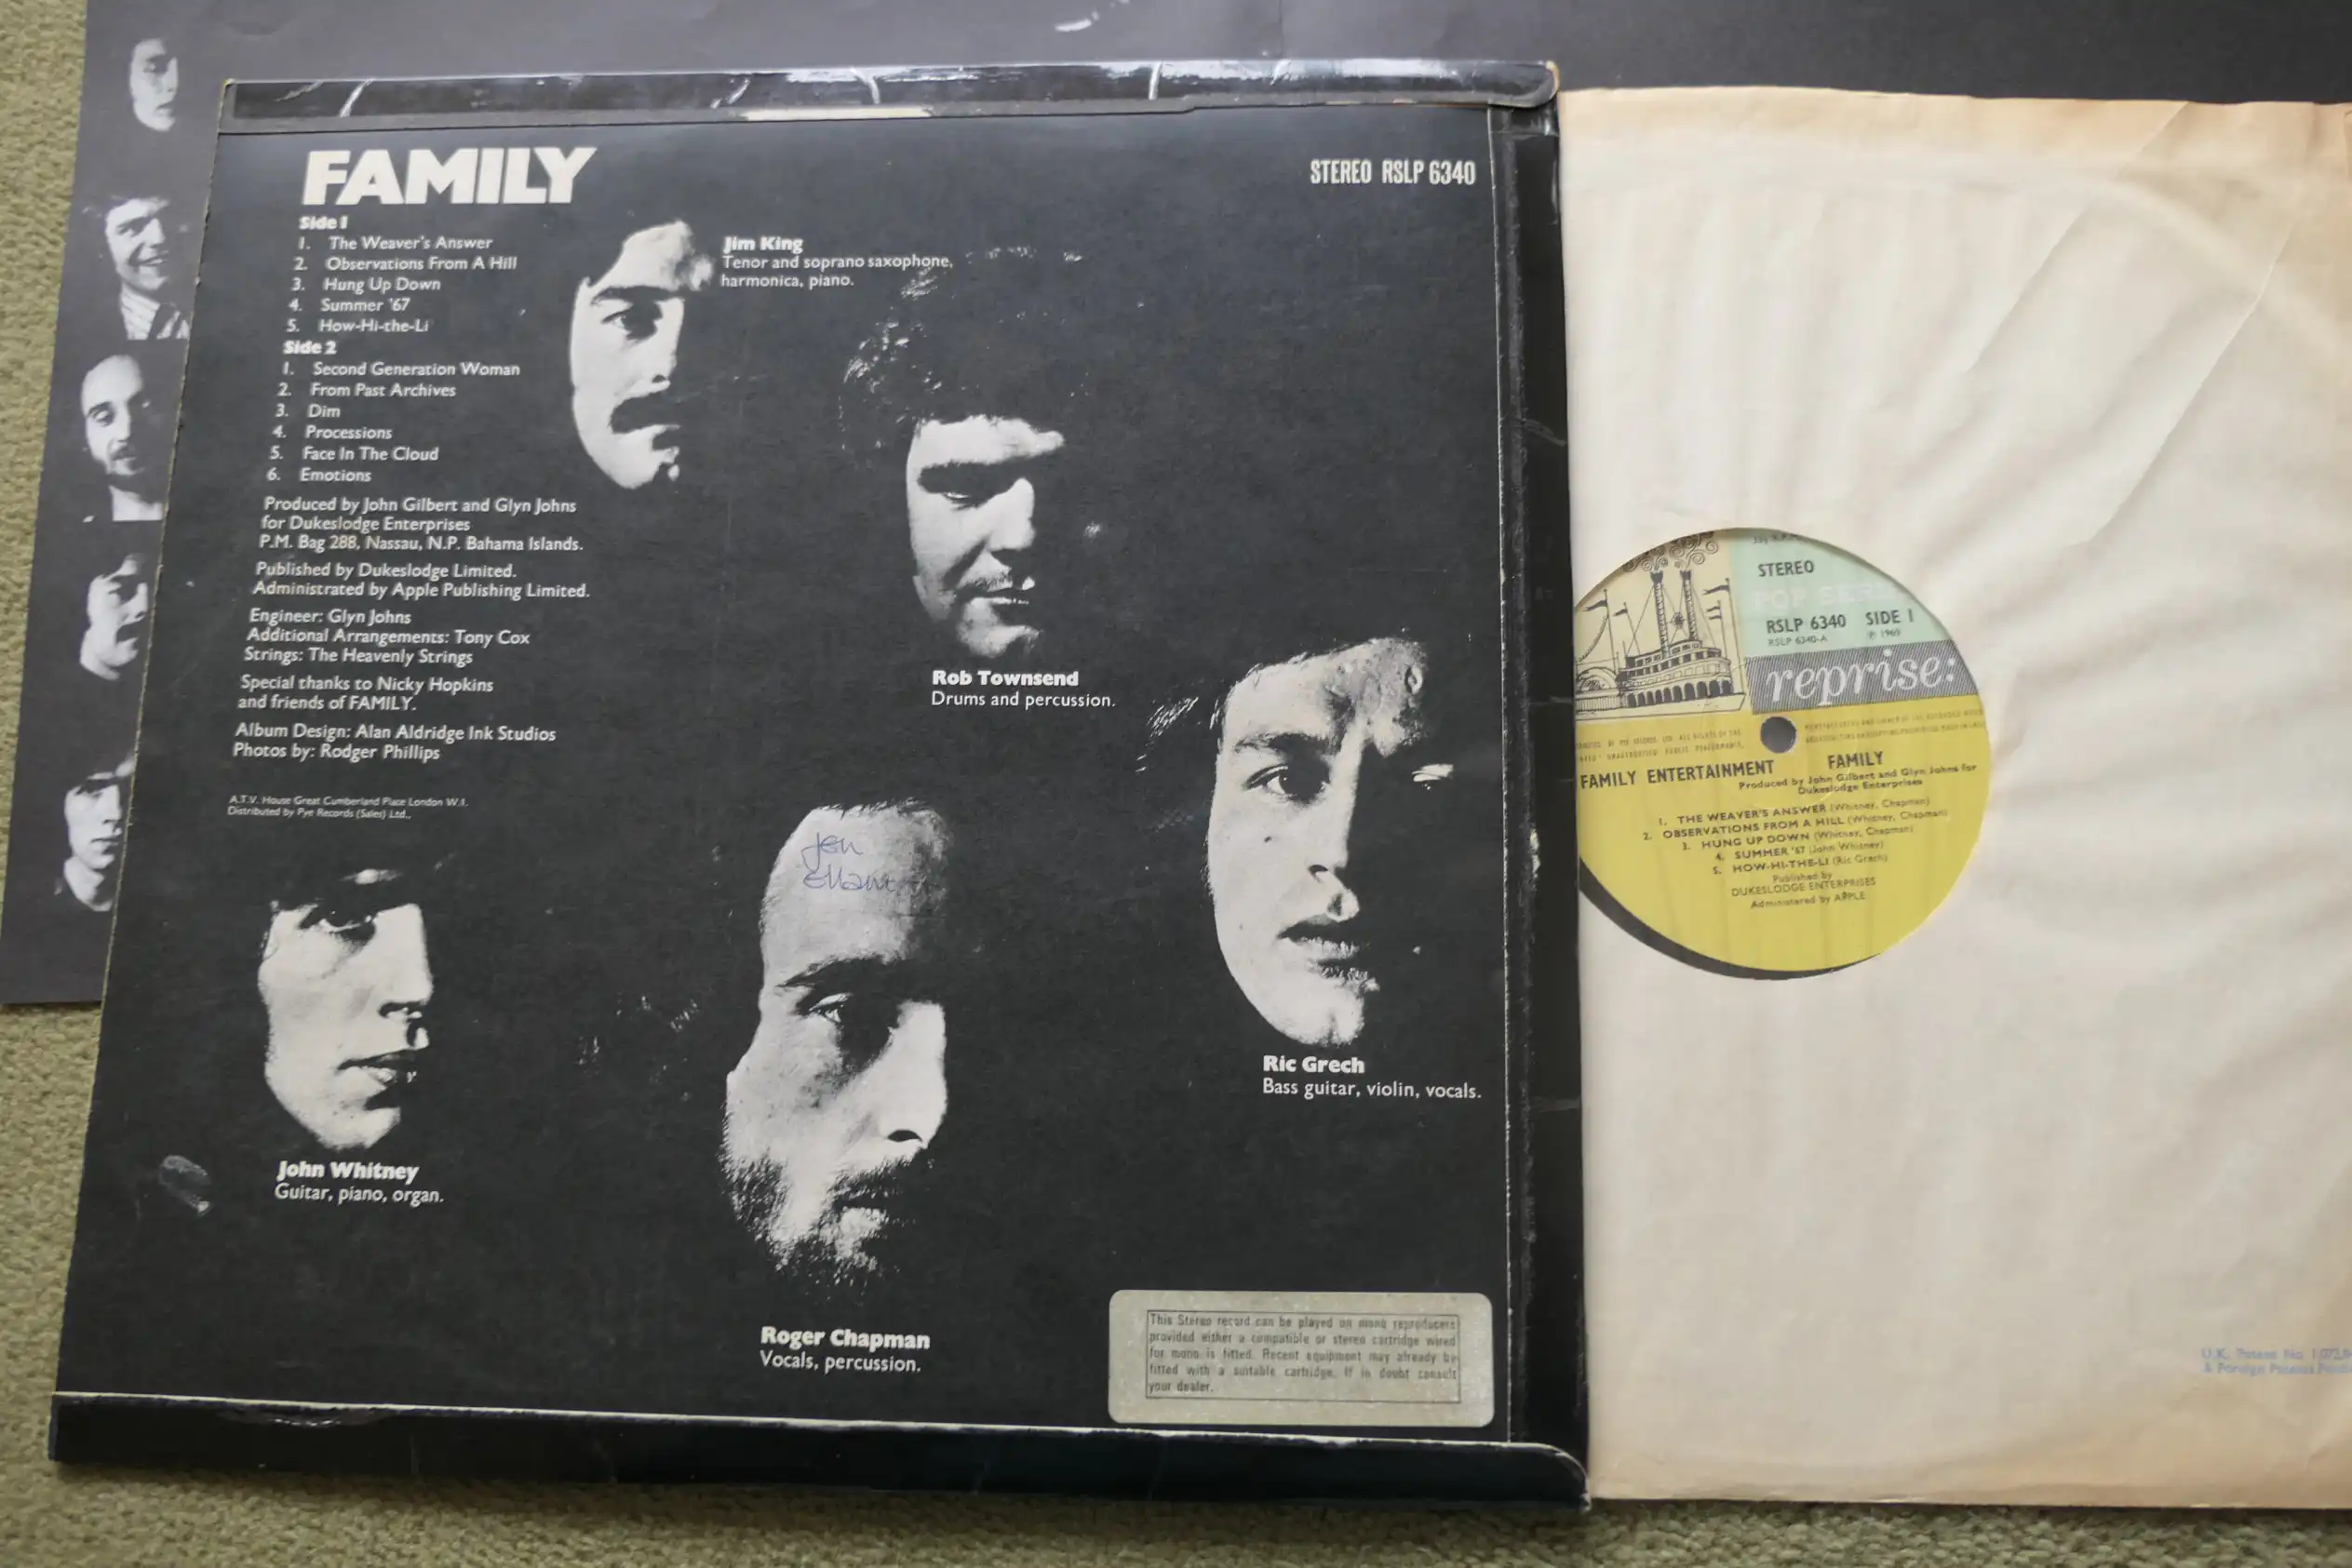 FAMILY
STEREO RSLP 6340
Side 1
1. The Weaver's Answer
2. Observations From A Hill
3. Hung Up Down
4. Summer '67
5. How-Hi-the-Li
Side 2
1. Second Generation Woman
2. From Past Archives
3. Dim
4. Processions
5. Face In The Cloud
6. Emotions
Produced by John Gilbert and Glyn Johns
for Dukeslodge Enterprises
P.M. Bag 288, Nassau, N.P. Bahama Islands.
Published by Dukeslodge Limited.
Administrated by Apple Publishing Limited.
Engineer: Glyn Johns
Additional Arrangements: Tony Cox
Strings: The Heavenly Strings
Special thanks to Nicky Hopkins
and friends of FAMILY.
Album Design: Alan Aldridge Ink Studios
Photos by: Rodger Phillips
A.T.V. House Great Cumberland Place London W.1.
Distributed by Pye Records (Sales) Ltd.,
Jim King
Tenor and soprano saxophone,
harmonica, piano.
Rob Townsend
Drums and percussion.
Ric Grech
Bass guitar, violin, vocals.
John Whitney
Guitar, piano, organ.
Roger Chapman
Vocals, percussion.
This Stereo record can be played on mono reproducers
provided either a compatible or stereo cartridge wired
for mono is fitted. Recent equipment may already be
fitted with a suitable cartridge. If in doubt consult
your dealer.
STEREO
POP SERIES
RSLP 6340 SIDE 1
RSLP 6340-A ℗ 1969
reprise:
FAMILY ENTERTAINMENT FAMILY
Produced by John Gilbert and Glyn Johns for
Dukeslodge Enterprises
1. THE WEAVER'S ANSWER (Whitney, Chapman)
2. OBSERVATIONS FROM A HILL (Whitney, Chapman)
3. HUNG UP DOWN (Whitney, Chapman)
4. SUMMER '67 (John Whitney)
5. HOW-HI-THE-LI (Ric Grech)
Published by
DUKESLODGE ENTERPRISES
Administered by APPLE
U.K. Patent No.
& Foreign Patents